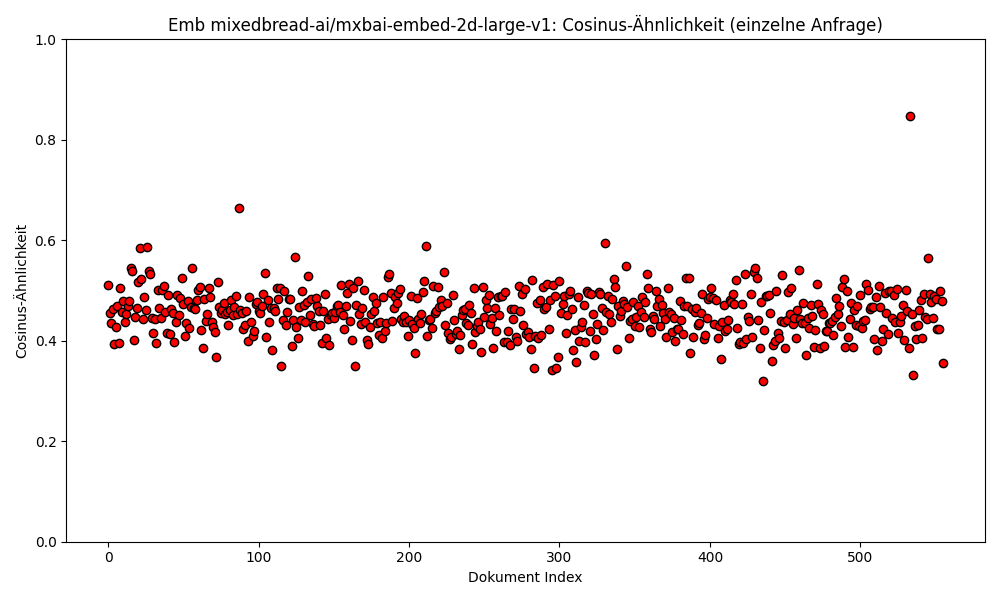 Emb mixedbread-ai/mxbai-embed-2d-large-v1: Cosinus-Ähnlichkeit (einzelne Anfrage)
1.0
0.8
0.6
0.4
0.2
0.0
Cosinus-Ähnlichkeit
0 100 200 300 400 500
Dokument Index